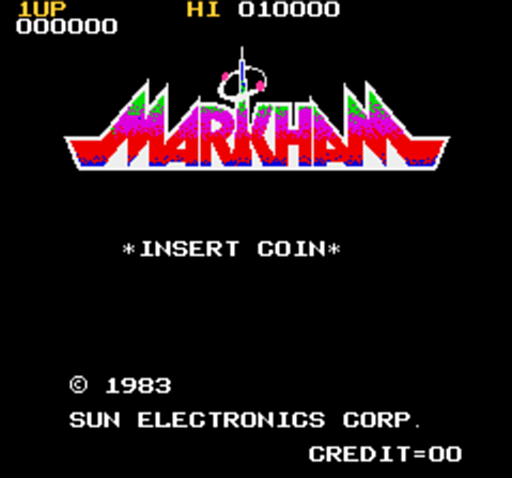 1UP HI 010000
000000
MARKHAM
*INSERT COIN*
© 1983
SUN ELECTRONICS CORP.
CREDIT=00